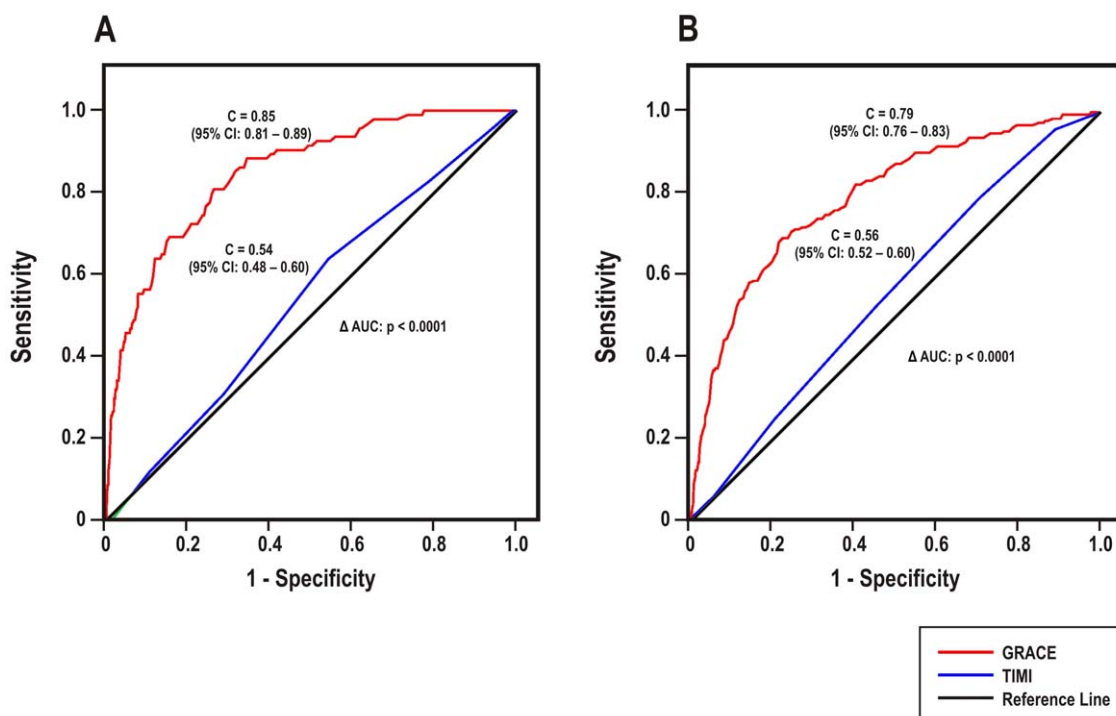 A
C = 0.85
(95% CI: 0.81 – 0.89)
C = 0.54
(95% CI: 0.48 – 0.60)
Δ AUC: p < 0.0001
Sensitivity
1.0
0.8
0.6
0.4
0.2
0
0
0.2
0.4
0.6
0.8
1.0
1 - Specificity
B
C = 0.79
(95% CI: 0.76 – 0.83)
C = 0.56
(95% CI: 0.52 – 0.60)
Δ AUC: p < 0.0001
Sensitivity
1.0
0.8
0.6
0.4
0.2
0
0
0.2
0.4
0.6
0.8
1.0
1 - Specificity
GRACE
TIMI
Reference Line